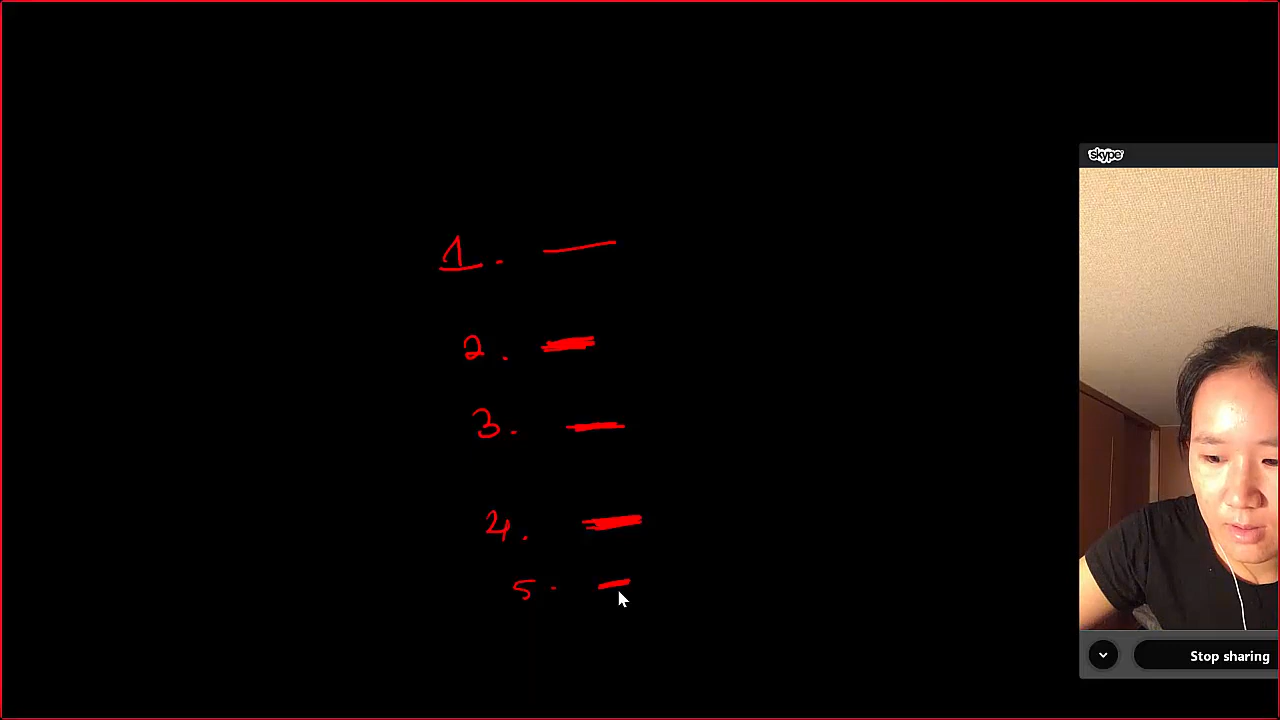 skype
1. —
2. —
3. —
4. —
5. —
Stop sharing